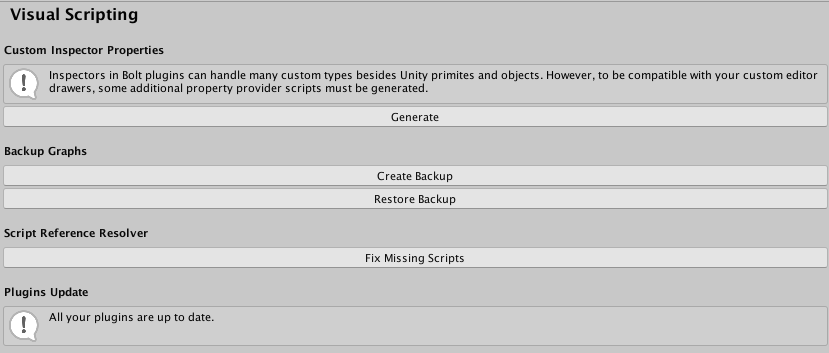 Visual Scripting
Custom Inspector Properties
Inspectors in Bolt plugins can handle many custom types besides Unity primites and objects. However, to be compatible with your custom editor
drawers, some additional property provider scripts must be generated.
Generate
Backup Graphs
Create Backup
Restore Backup
Script Reference Resolver
Fix Missing Scripts
Plugins Update
All your plugins are up to date.